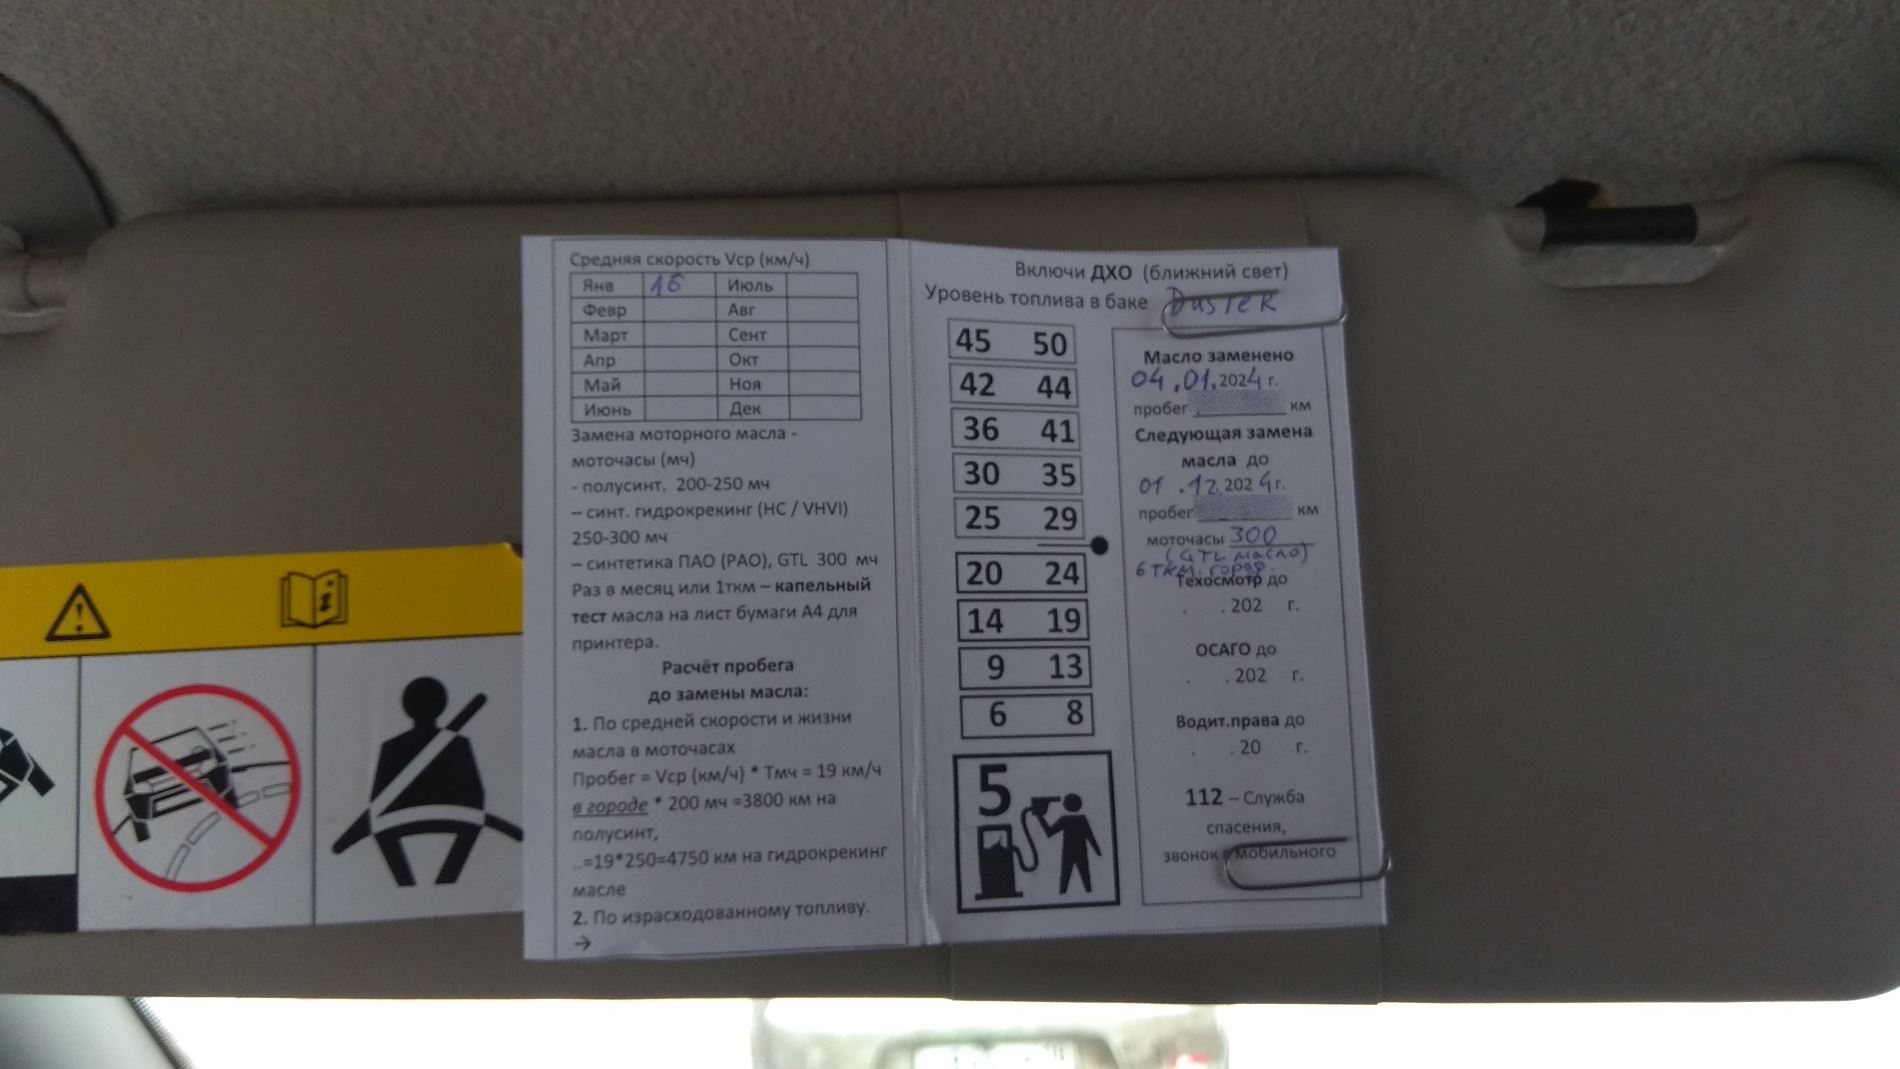 Средняя скорость Vср (км/ч)
Янв 16 Июль
Февр Авг
Март Сент
Апр Окт
Май Ноя
Июнь Дек
Замена моторного масла -
моточасы (мч)
- полусинт. 200-250 мч
– синт. гидрокрекинг (HC / VHVI)
250-300 мч
– синтетика ПАО (PAO), GTL 300 мч
Раз в месяц или 1ткм – капельный
тест масла на лист бумаги А4 для
принтера.
Расчёт пробега
до замены масла:
1. По средней скорости и жизни
масла в моточасах
Пробег = Vср (км/ч) * Тмч = 19 км/ч
в городе * 200 мч =3800 км на
полусинт,
..=19*250=4750 км на гидрокрекинг
масле
2. По израсходованному топливу.
→
Включи ДХО (ближний свет)
Уровень топлива в баке Duster
45 50
42 44
36 41
30 35
25 29
20 24
14 19
9 13
6 8
5
Масло заменено
04.01.2024 г.
пробег км
Следующая замена
масла до
01.12.2024 г.
пробег км
моточасы 300
(GTL масло)
6 ткм. город.
Техосмотр до
. .202 г.
ОСАГО до
. .202 г.
Водит.права до
. .20 г.
112 – Служба
спасения,
звонок с мобильного